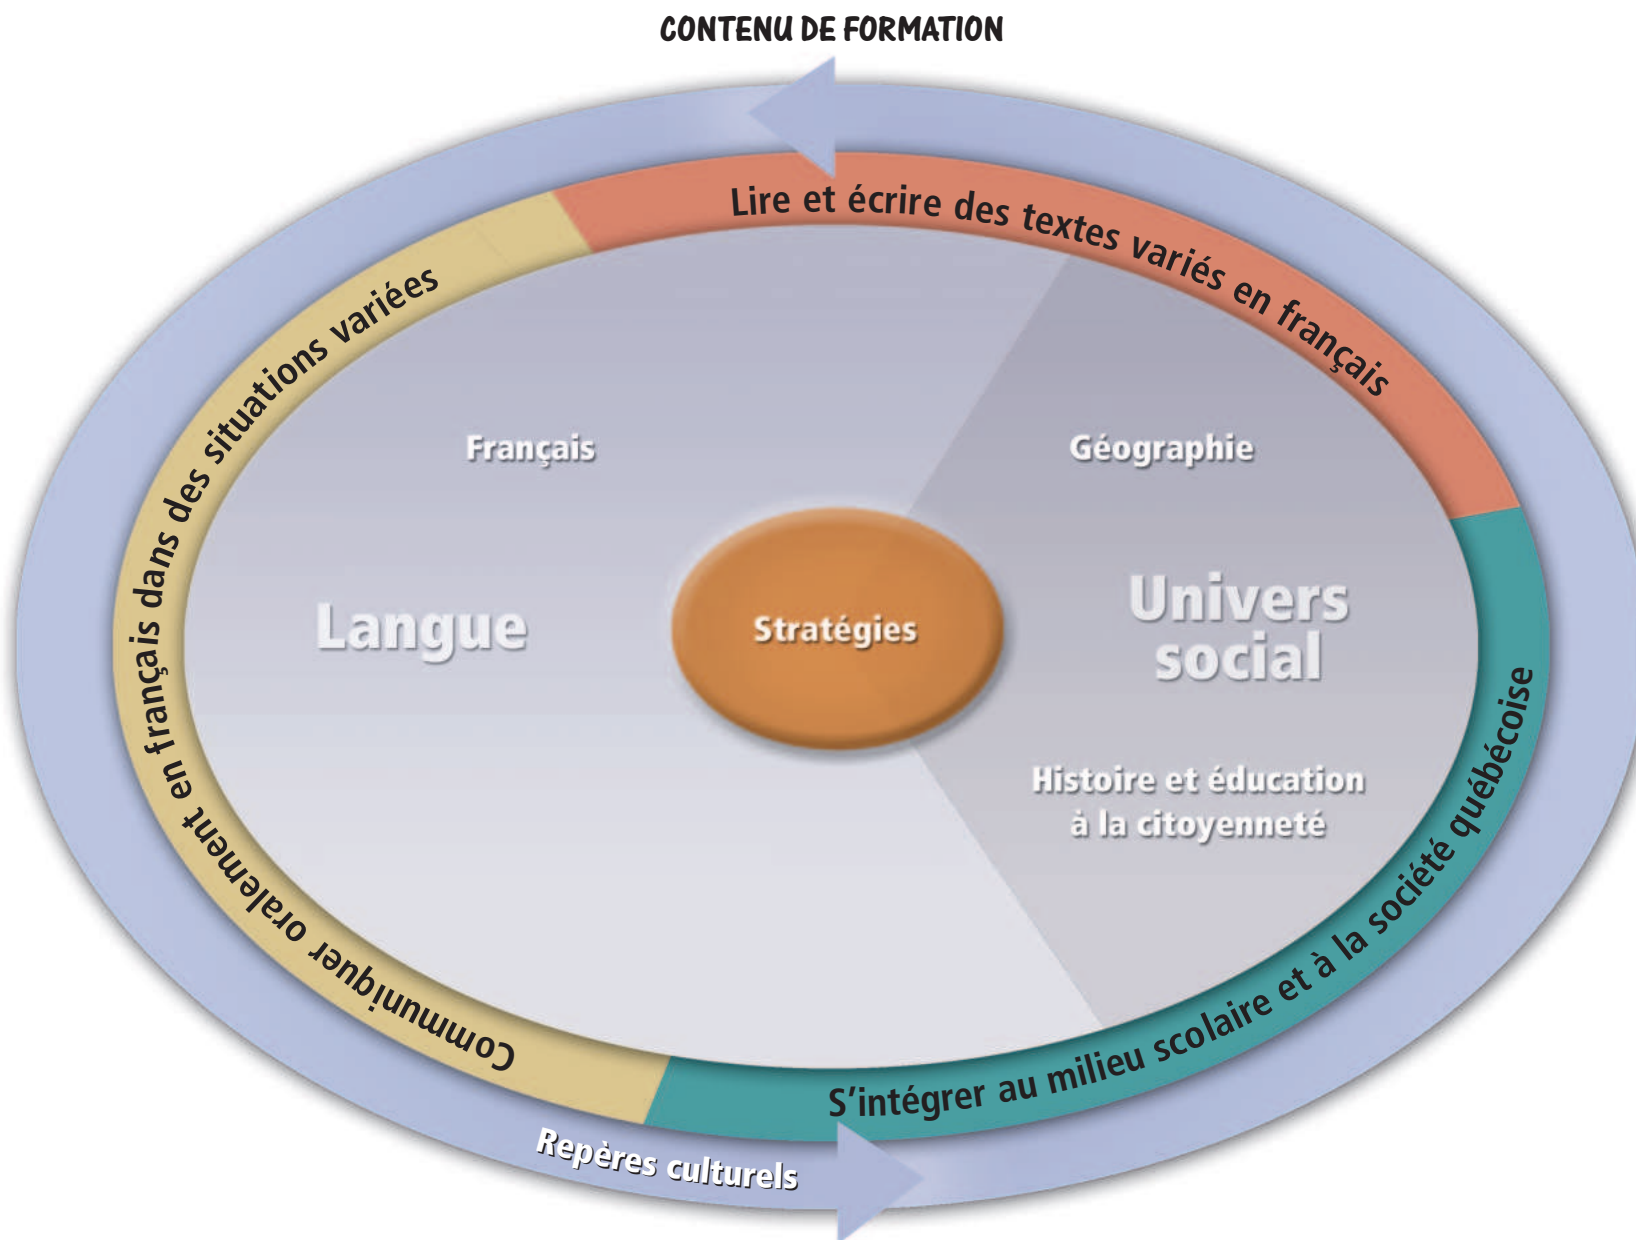 CONTENU DE FORMATION
Lire et écrire des textes variés en français
Communiquer oralement en français dans des situations variées
Français
Géographie
Langue
Stratégies
Univers
social
Histoire et éducation
à la citoyenneté
S'intégrer au milieu scolaire et à la société québécoise
Repères culturels